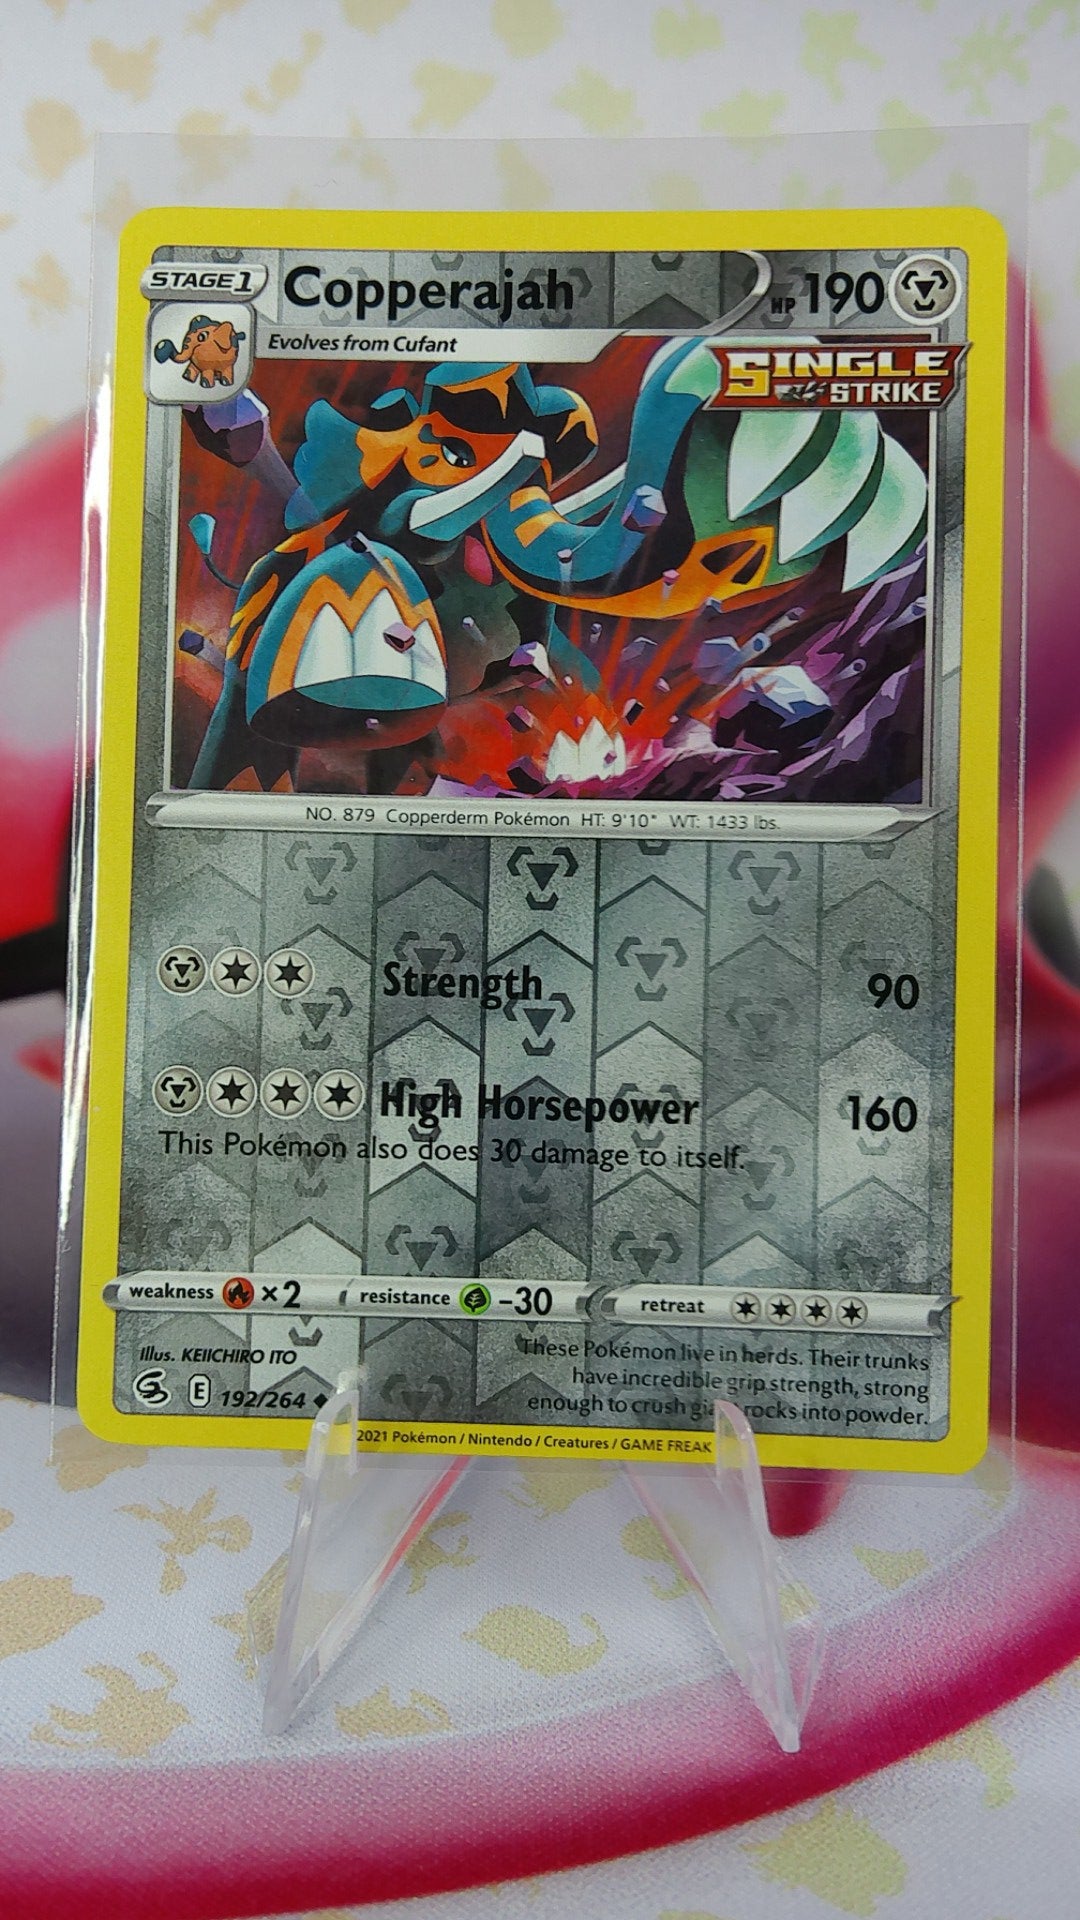 STAGE1 Copperajah HP 190
Evolves from Cufant
SINGLE
STRIKE
NO. 879 Copperderm Pokémon HT: 9'10" WT: 1433 lbs.
Strength 90
High Horsepower 160
This Pokémon also does 30 damage to itself.
weakness ×2 resistance -30 retreat
Illus. KEIICHIRO ITO
E 192/264
These Pokémon live in herds. Their trunks
have incredible grip strength, strong
enough to crush giant rocks into powder.
2021 Pokémon / Nintendo / Creatures / GAME FREAK